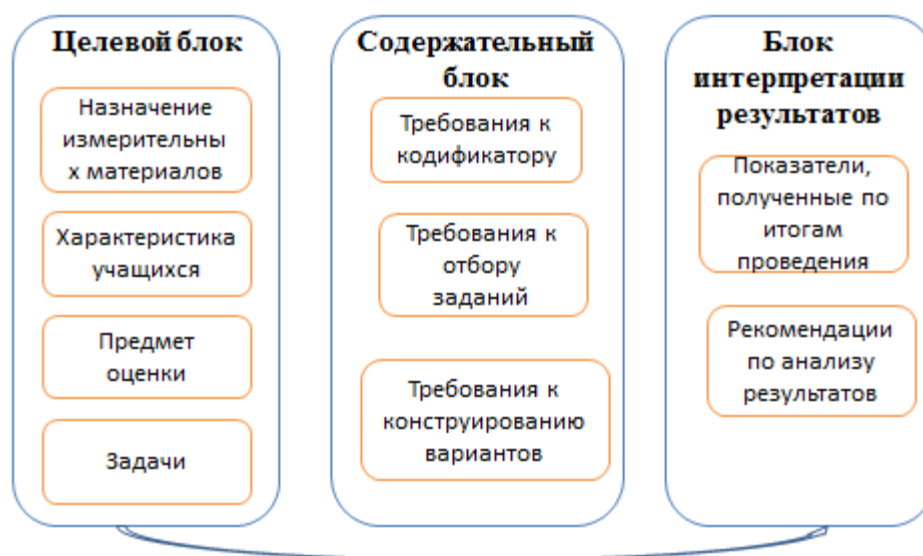 Целевой блок
Назначение
измерительны
х материалов
Характеристика
учащихся
Предмет
оценки
Задачи
Содержательный
блок
Требования к
кодификатору
Требования к
отбору
заданий
Требования к
конструированию
вариантов
Блок
интерпретации
результатов
Показатели,
полученные по
итогам
проведения
Рекомендации
по анализу
результатов